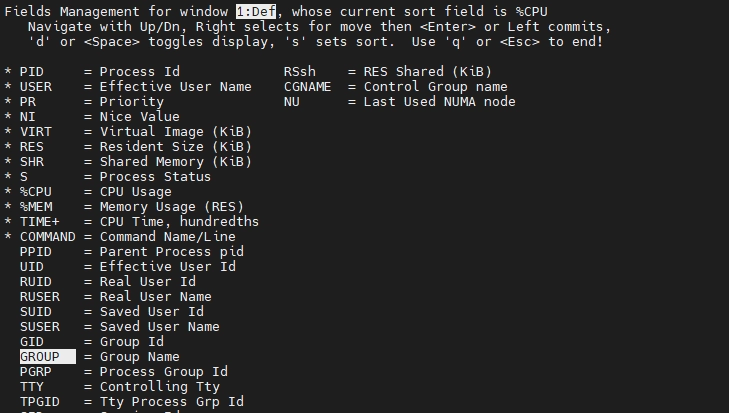 Fields Management for window 1:Def, whose current sort field is %CPU
Navigate with Up/Dn, Right selects for move then <Enter> or Left commits,
'd' or <Space> toggles display, 's' sets sort.  Use 'q' or <Esc> to end!
* PID     = Process Id             RSsh    = RES Shared (KiB)
* USER    = Effective User Name    CGNAME  = Control Group name
* PR      = Priority               NU      = Last Used NUMA node
* NI      = Nice Value
* VIRT    = Virtual Image (KiB)
* RES     = Resident Size (KiB)
* SHR     = Shared Memory (KiB)
* S       = Process Status
* %CPU    = CPU Usage
* %MEM    = Memory Usage (RES)
* TIME+   = CPU Time, hundredths
* COMMAND = Command Name/Line
PPID    = Parent Process pid
UID     = Effective User Id
RUID    = Real User Id
RUSER   = Real User Name
SUID    = Saved User Id
SUSER   = Saved User Name
GID     = Group Id
GROUP   = Group Name
PGRP    = Process Group Id
TTY     = Controlling Tty
TPGID   = Tty Process Grp Id